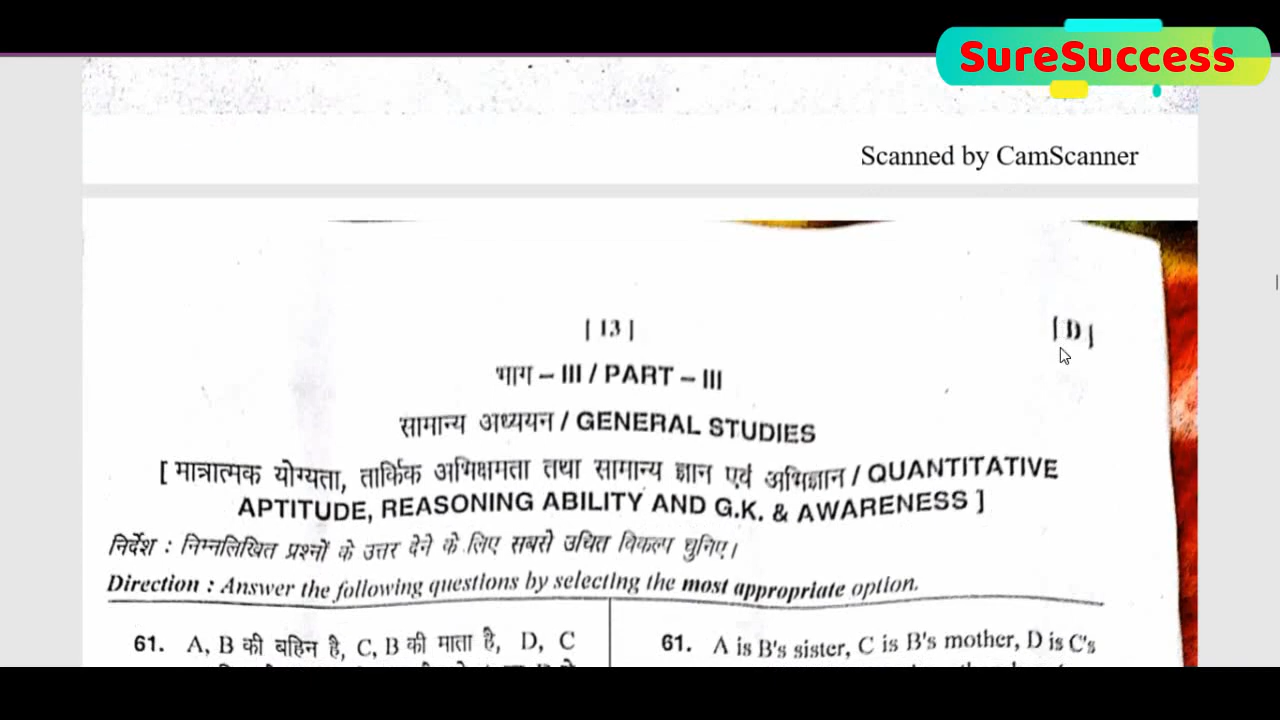 SureSuccess
Scanned by CamScanner
[ 13 ]
[ D ]
भाग – III / PART – III
सामान्य अध्ययन / GENERAL STUDIES
[ मात्रात्मक योग्यता, तार्किक अभिक्षमता तथा सामान्य ज्ञान एवं अभिज्ञान / QUANTITATIVE
APTITUDE, REASONING ABILITY AND G.K. & AWARENESS ]
निर्देश : निम्नलिखित प्रश्नों के उत्तर देने के लिए सबसे उचित विकल्प चुनिए।
Direction : Answer the following questions by selecting the most appropriate option.
61. A, B की बहिन है, C, B की माता है, D, C
61. A is B's sister, C is B's mother, D is C's